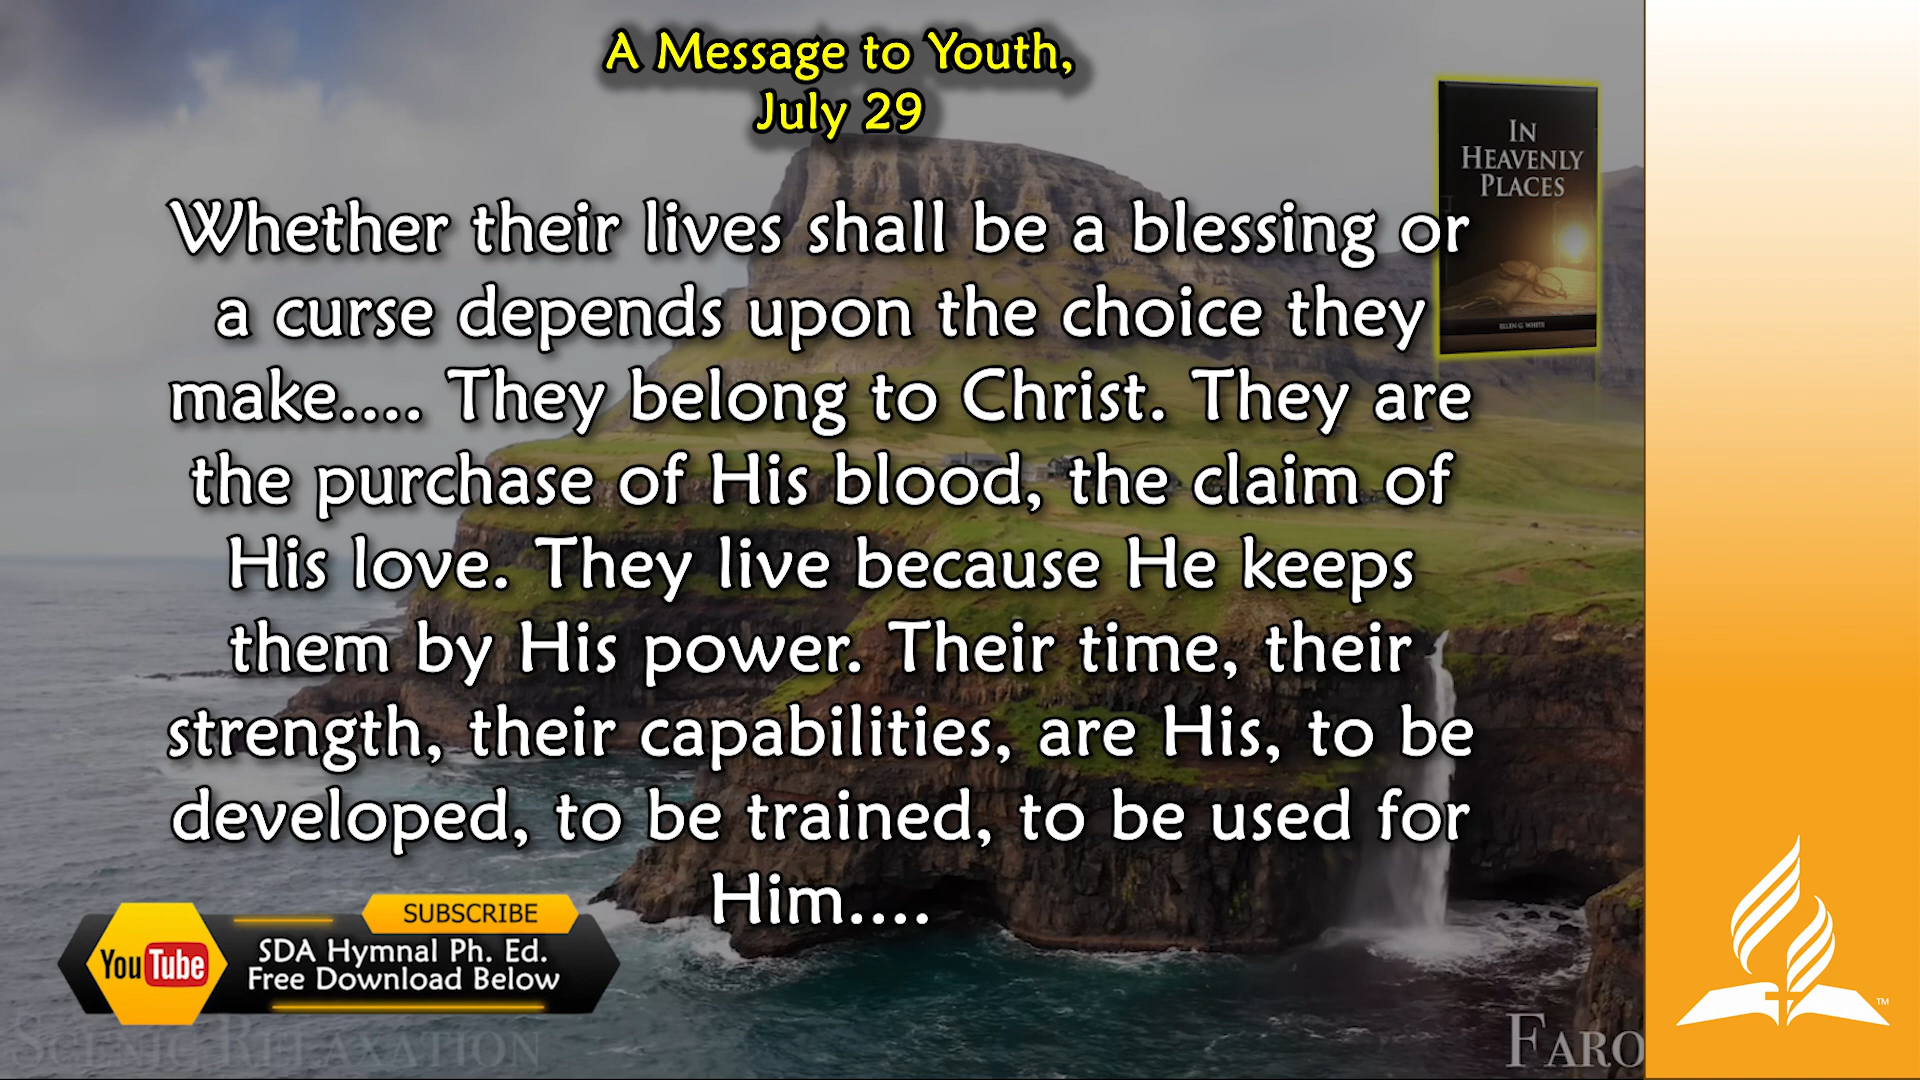 A Message to Youth,
July 29
IN
HEAVENLY
PLACES
ELLEN G. WHITE
Whether their lives shall be a blessing or
a curse depends upon the choice they
make.... They belong to Christ. They are
the purchase of His blood, the claim of
His love. They live because He keeps
them by His power. Their time, their
strength, their capabilities, are His, to be
developed, to be trained, to be used for
Him....
SUBSCRIBE
YouTube
SDA Hymnal Ph. Ed.
Free Download Below
SCENIC RELAXATION
FARO
TM